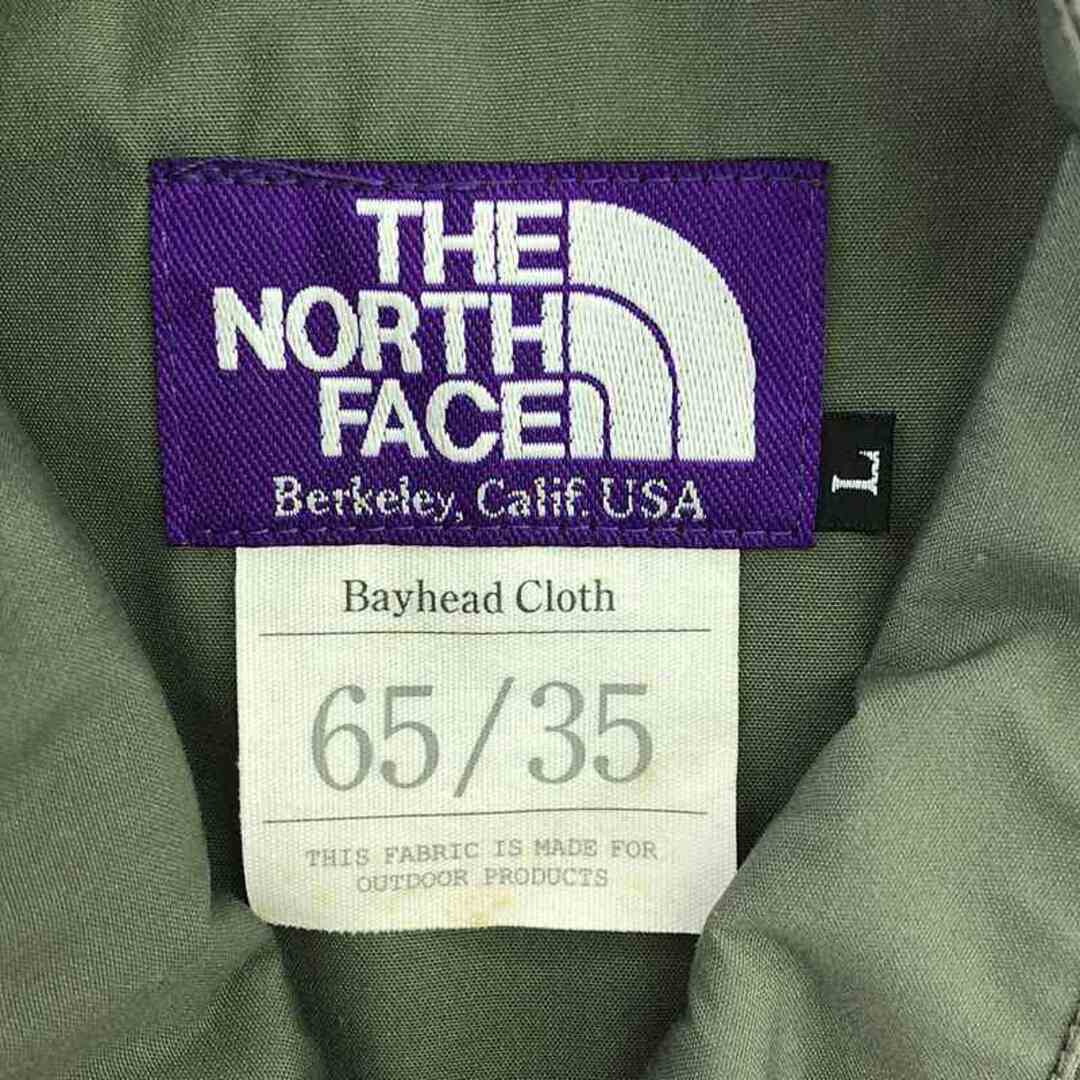 THE
NORTH
FACE
Berkeley, Calif. USA
L
Bayhead Cloth
65/35
THIS FABRIC IS MADE FOR
OUTDOOR PRODUCTS